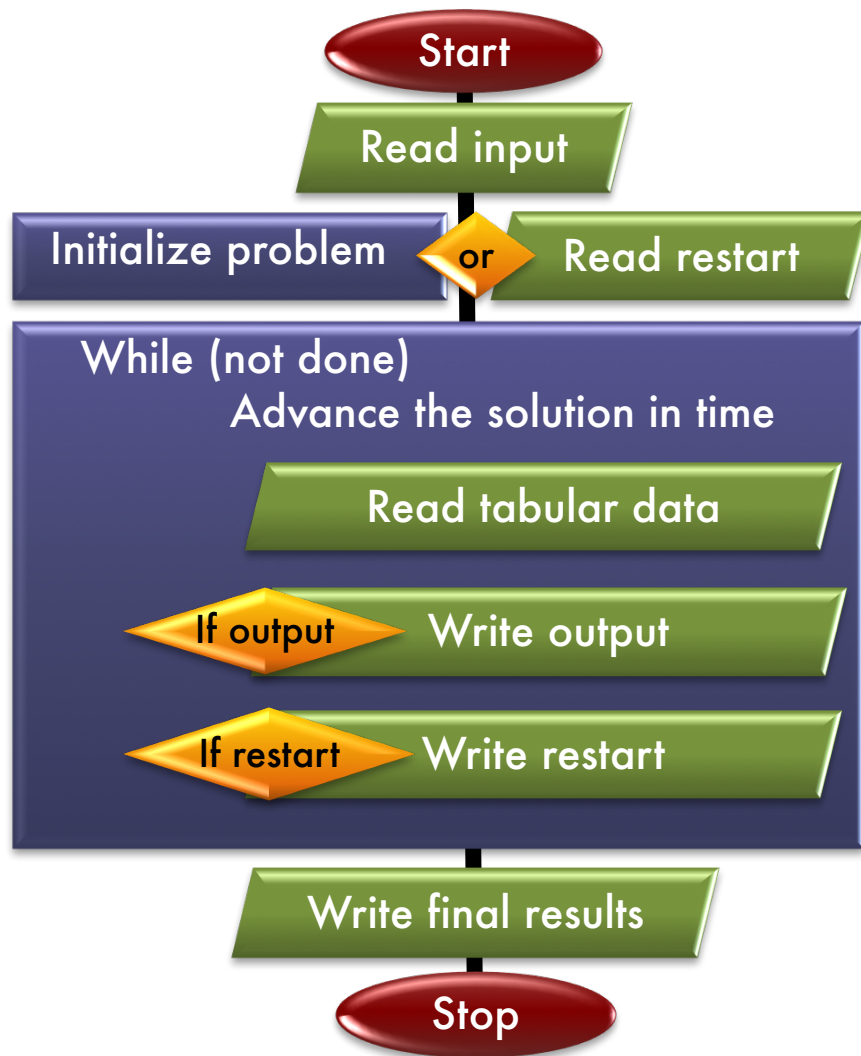 Start
Read input
Initialize problem
or
Read restart
While (not done)
Advance the solution in time
Read tabular data
If output
Write output
If restart
Write restart
Write final results
Stop